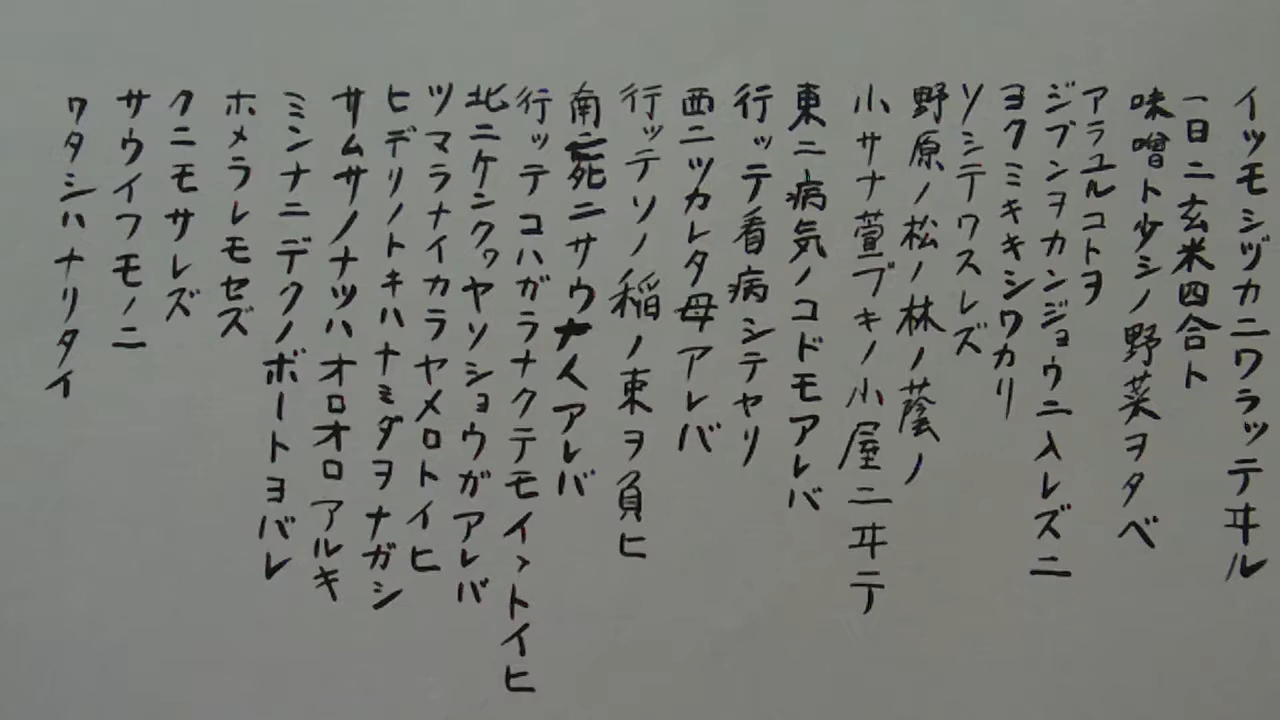 イツモシヅカニワラッテヰル
一日ニ玄米四合ト
味噌ト少シノ野菜ヲタベ
アラユルコトヲ
ジブンヲカンジョウニ入レズニ
ヨクミキキシワカリ
ソシテワスレズ
野原ノ松ノ林ノ蔭ノ
小サナ萱ブキノ小屋ニヰテ
東ニ病気ノコドモアレバ
行ッテ看病シテヤリ
西ニツカレタ母アレバ
行ッテソノ稲ノ束ヲ負ヒ
南ニ死ニサウナ人アレバ
行ッテコハガラナクテモイヽトイヒ
北ニケンクヮヤソショウガアレバ
ツマラナイカラヤメロトイヒ
ヒデリノトキハナミダヲナガシ
サムサノナツハオロオロアルキ
ミンナニデクノボートヨバレ
ホメラレモセズ
クニモサレズ
サウイフモノニ
ワタシハナリタイ